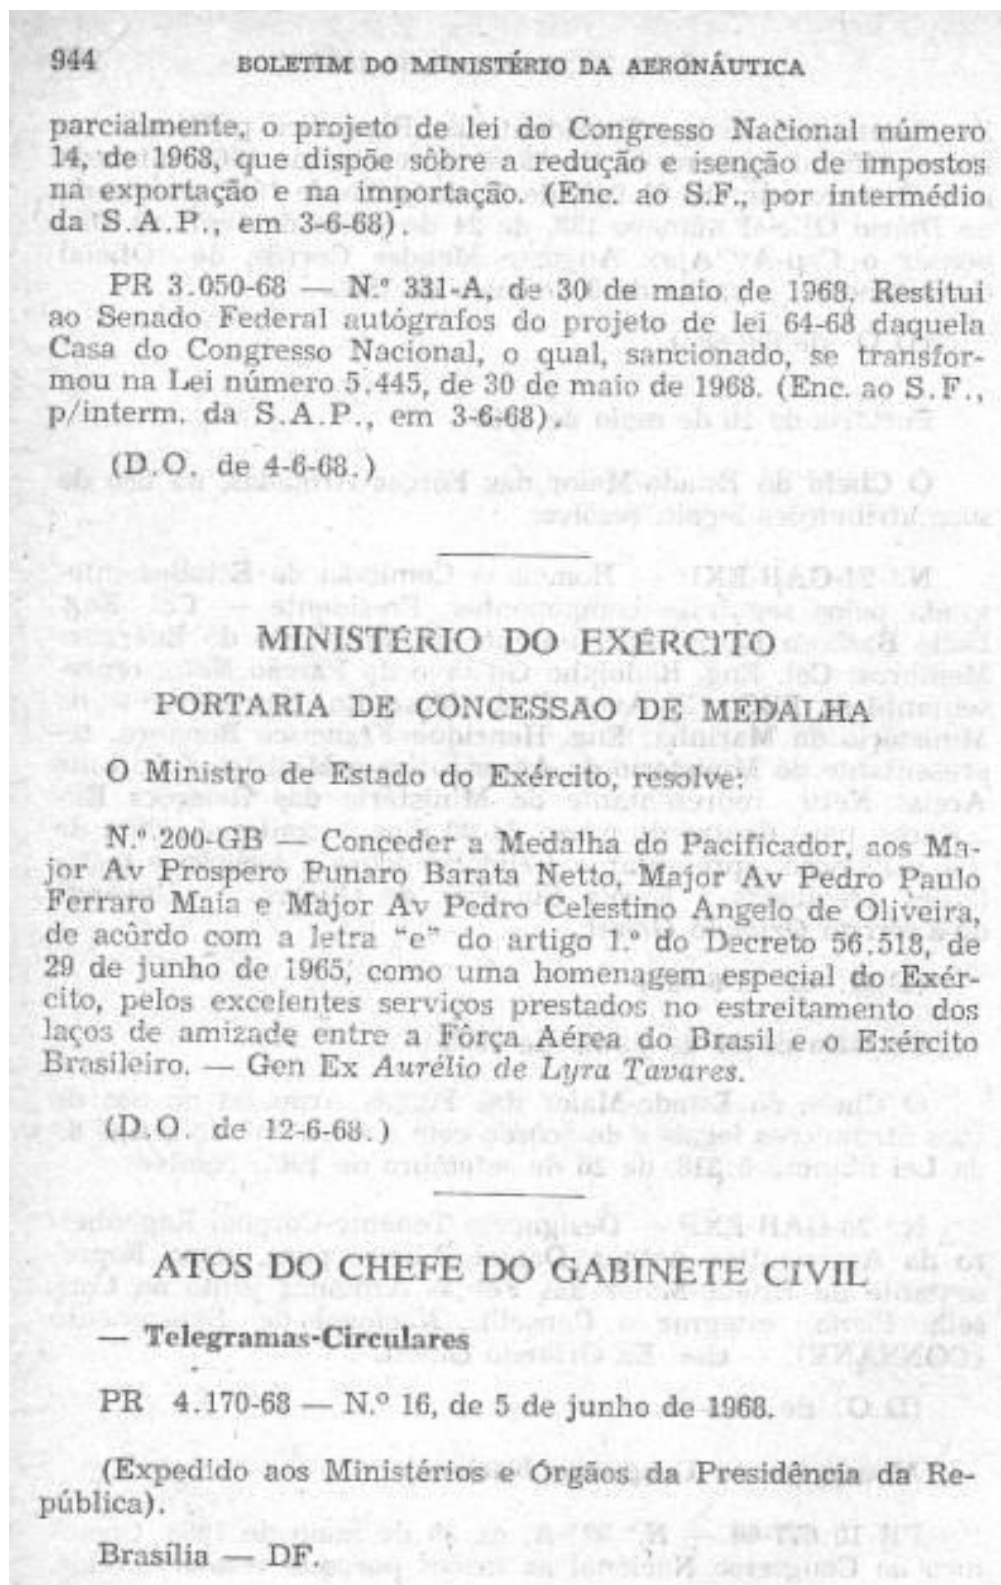 944 BOLETIM DO MINISTÉRIO DA AERONÁUTICA
parcialmente, o projeto de lei do Congresso Nacional número
14, de 1968, que dispõe sôbre a redução e isenção de impostos
na exportação e na importação. (Enc. ao S.F., por intermédio
da S.A.P., em 3-6-68).
PR 3.050-68 — N.º 331-A, de 30 de maio de 1968. Restitui
ao Senado Federal autógrafos do projeto de lei 64-68 daquela
Casa do Congresso Nacional, o qual, sancionado, se transfor-
mou na Lei número 5.445, de 30 de maio de 1968. (Enc. ao S.F.,
p/interm. da S.A.P., em 3-6-68).
(D.O. de 4-6-68.)
MINISTÉRIO DO EXÉRCITO
PORTARIA DE CONCESSAO DE MEDALHA
O Ministro de Estado do Exército, resolve:
N.º 200-GB — Conceder a Medalha do Pacificador, aos Ma-
jor Av Prospero Punaro Barata Netto, Major Av Pedro Paulo
Ferraro Maia e Major Av Pedro Celestino Angelo de Oliveira,
de acôrdo com a letra "e" do artigo 1.º do Decreto 56.518, de
29 de junho de 1965, como uma homenagem especial do Exér-
cito, pelos excelentes serviços prestados no estreitamento dos
laços de amizade entre a Fôrça Aérea do Brasil e o Exército
Brasileiro. — Gen Ex Aurélio de Lyra Tavares.
(D.O. de 12-6-68.)
ATOS DO CHEFE DO GABINETE CIVIL
— Telegramas-Circulares
PR 4.170-68 — N.º 16, de 5 de junho de 1968.
(Expedido aos Ministérios e Órgãos da Presidência da Re-
pública).
Brasília — DF.